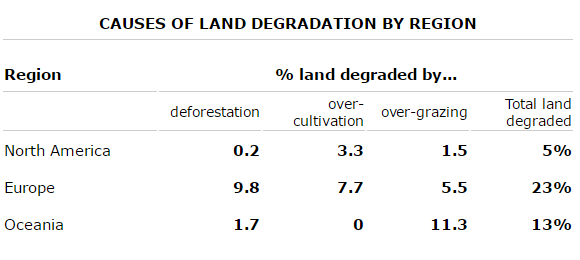 CAUSES OF LAND DEGRADATION BY REGION
Region % land degraded by...
deforestation over-cultivation over-grazing Total land degraded
North America 0.2 3.3 1.5 5%
Europe 9.8 7.7 5.5 23%
Oceania 1.7 0 11.3 13%